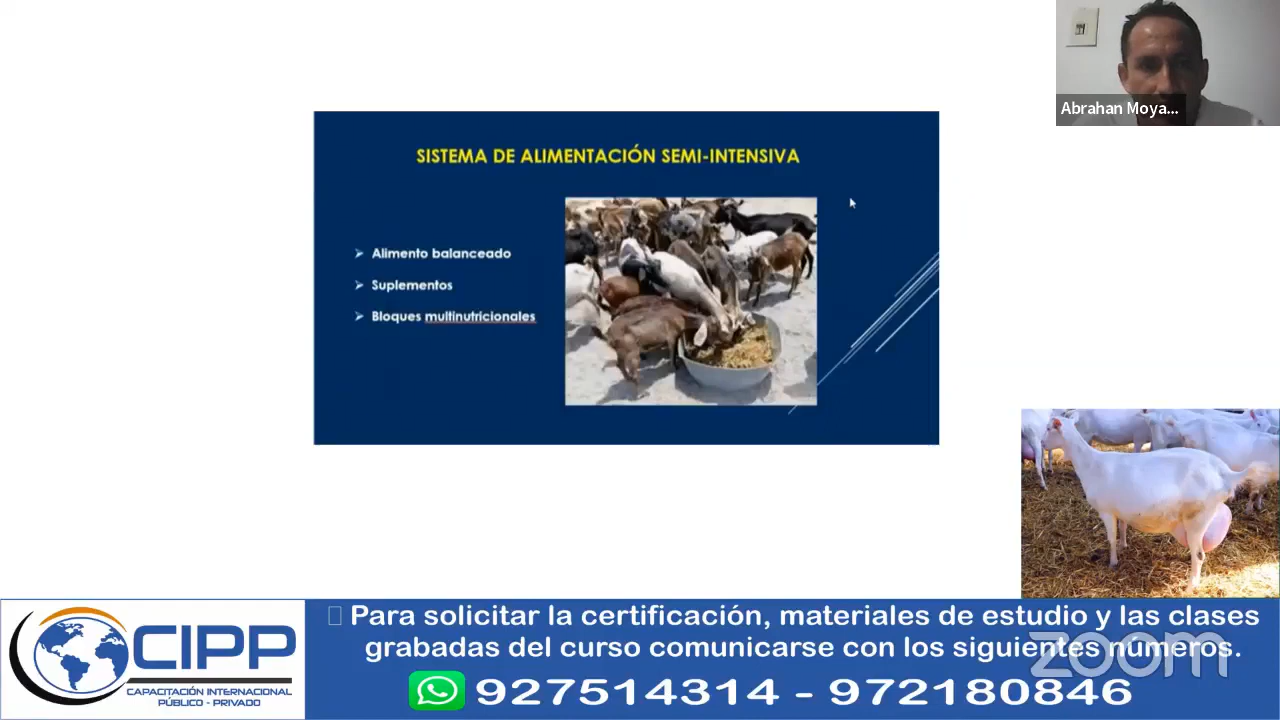 Abrahan Moya...
SISTEMA DE ALIMENTACIÓN SEMI-INTENSIVA
Alimento balanceado
Suplementos
Bloques multinutricionales
CIPP
CAPACITACIÓN INTERNACIONAL
PÚBLICO - PRIVADO
Para solicitar la certificación, materiales de estudio y las clases
grabadas del curso comunicarse con los siguientes números.
927514314 - 972180846
zoom